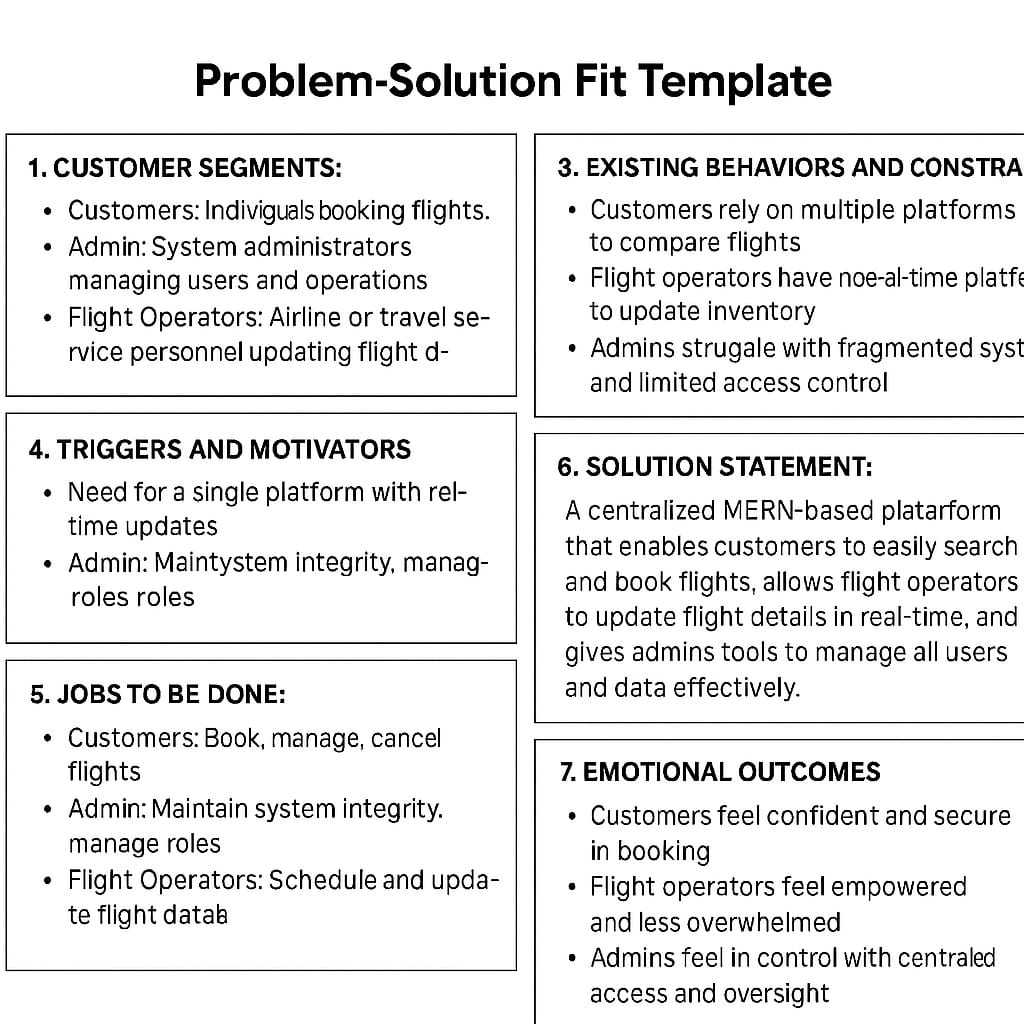 Problem-Solution Fit Template
1. CUSTOMER SEGMENTS:
• Customers: Indiviguals booking flights.
• Admin: System administrators
managing users and operations
• Flight Operators: Airline or travel se-
rvice personnel updating flight d-
4. TRIGGERS AND MOTIVATORS
• Need for a single platform with rel-
time updates
• Admin: Maintystem integrity, manag-
roles roles
5. JOBS TO BE DONE:
• Customers: Book, manage, cancel
flights
• Admin: Maintain system integrity.
manage roles
• Flight Operators: Schedule and upda-
te flight datab
3. EXISTING BEHAVIORS AND CONSTRA
• Customers rely on multiple platforms
to compare flights
• Flight operators have noe-al-time platfe
to update inventory
• Admins strugale with fragmented syst
and limited access control
6. SOLUTION STATEMENT:
A centralized MERN-based platarform
that enables customers to easily search
and book flights, allows flight operators
to update flight details in real-time, and
gives admins tools to manage all users
and data effectively.
7. EMOTIONAL OUTCOMES
• Customers feel confident and secure
in booking
• Flight operators feel empowered
and less overwhelmed
• Admins feel in control with centraled
access and oversight